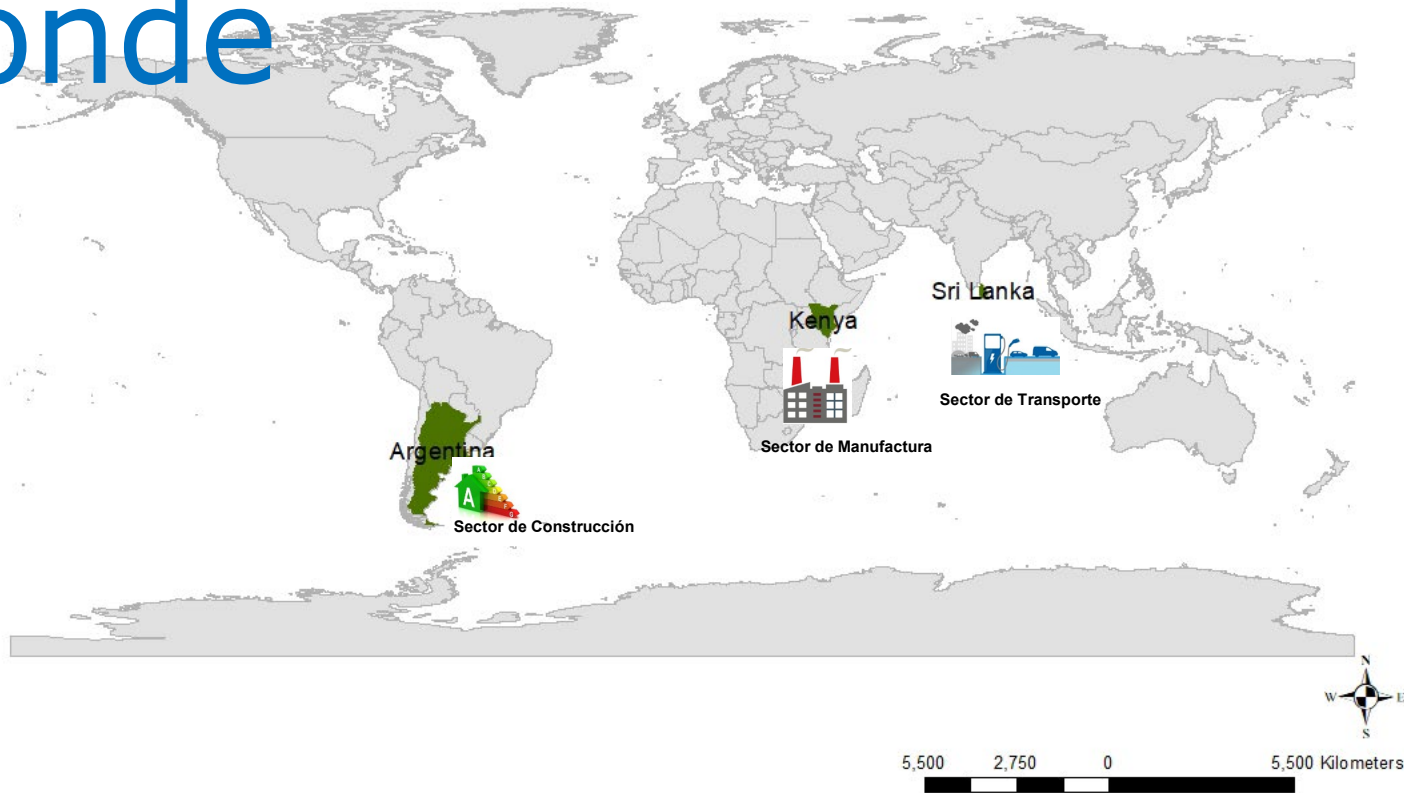 onde
Sri Lanka
Kenya
Sector de Transporte
Sector de Manufactura
Argentina
A
Sector de Construcción
N
W
E
S
5,500 2,750 0 5,500 Kilometers